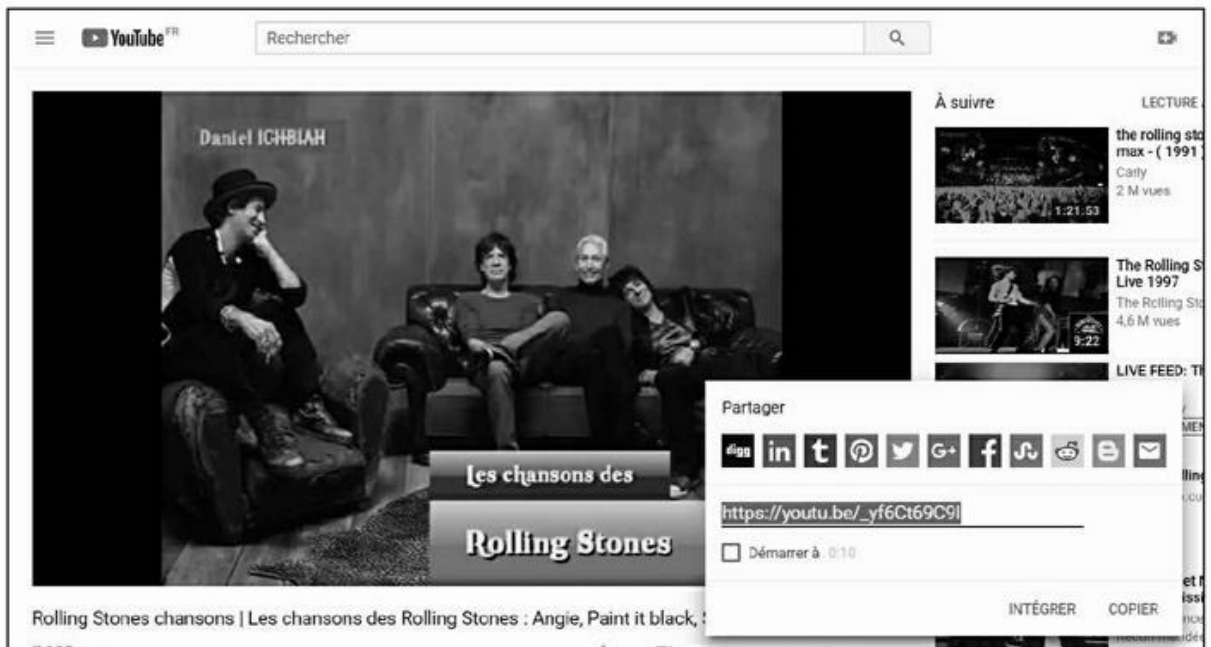 YouTube FR
Rechercher
Daniel ICHBIAH
Les chansons des
Rolling Stones
Rolling Stones chansons | Les chansons des Rolling Stones : Angie, Paint it black,
À suivre
LECTURE
the rolling sto
max - ( 1991 )
Carly
2 M vues
1:21:53
The Rolling S
Live 1997
The Rolling Sto
4,6 M vues
9:22
LIVE FEED: Th
Partager
digg
https://youtu.be/_yf6Ct69C9I
Démarrer à 0:10
INTÉGRER COPIER